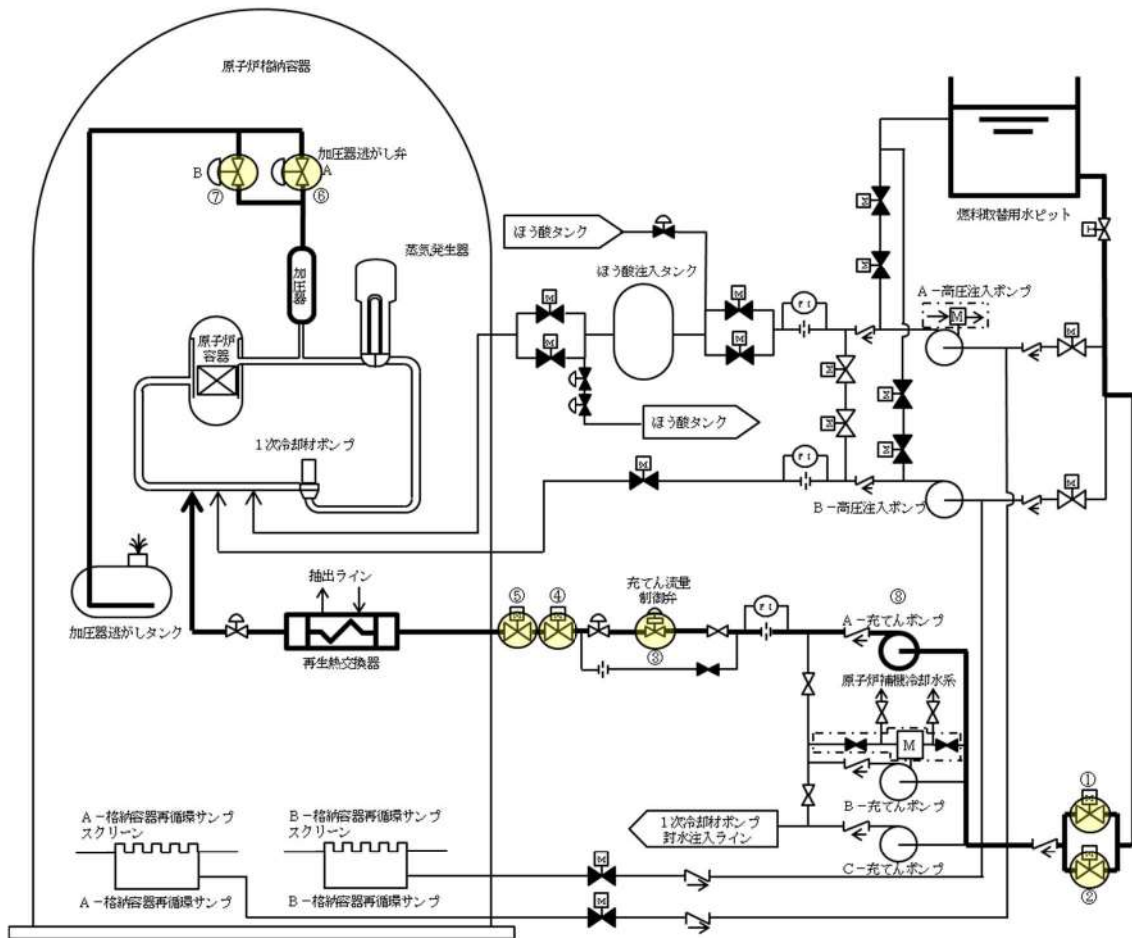 原子炉格納容器
加圧器逃がし弁
B
A
⑦
⑥
加圧器
蒸気発生器
原子炉
容器
1次冷却材ポンプ
加圧器逃がしタンク
抽出ライン
再生熱交換器
⑤
④
充てん流量
制御弁
③
FI
⑧
A-充てんポンプ
原子炉補機冷却水系
M
B-充てんポンプ
C-充てんポンプ
1次冷却材ポンプ
封水注入ライン
①
M
M
②
ほう酸タンク
ほう酸注入タンク
M
M
M
M
FI
ほう酸タンク
M
FI
M
M
M
M
M
M
燃料取替用水ピット
A-高圧注入ポンプ
M
M
B-高圧注入ポンプ
M
A-格納容器再循環サンプ
スクリーン
A-格納容器再循環サンプ
B-格納容器再循環サンプ
スクリーン
B-格納容器再循環サンプ
M
M